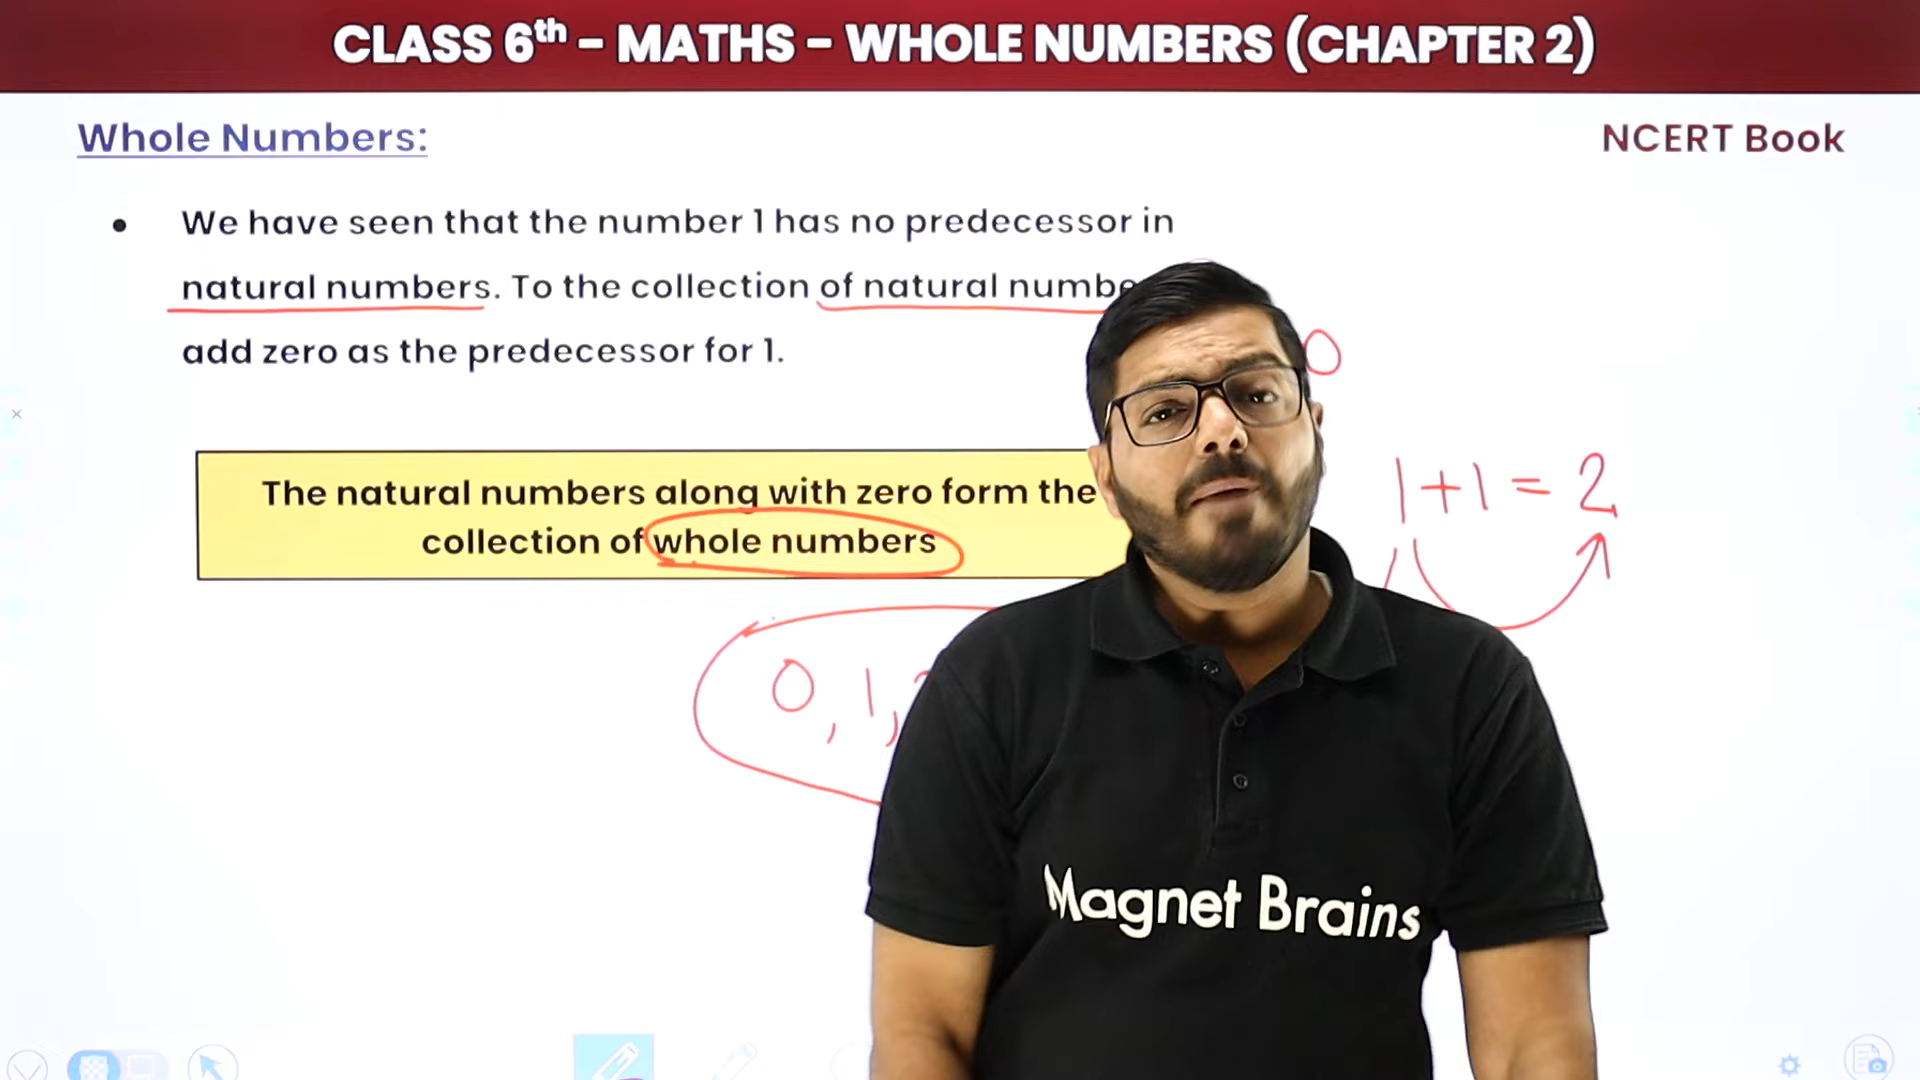 CLASS 6th – MATHS – WHOLE NUMBERS (CHAPTER 2)
Whole Numbers:
NCERT Book
• We have seen that the number 1 has no predecessor in
natural numbers. To the collection of natural numbe
add zero as the predecessor for 1.
0
The natural numbers along with zero form the
collection of whole numbers
1 + 1 = 2
0, 1,
Magnet Brains